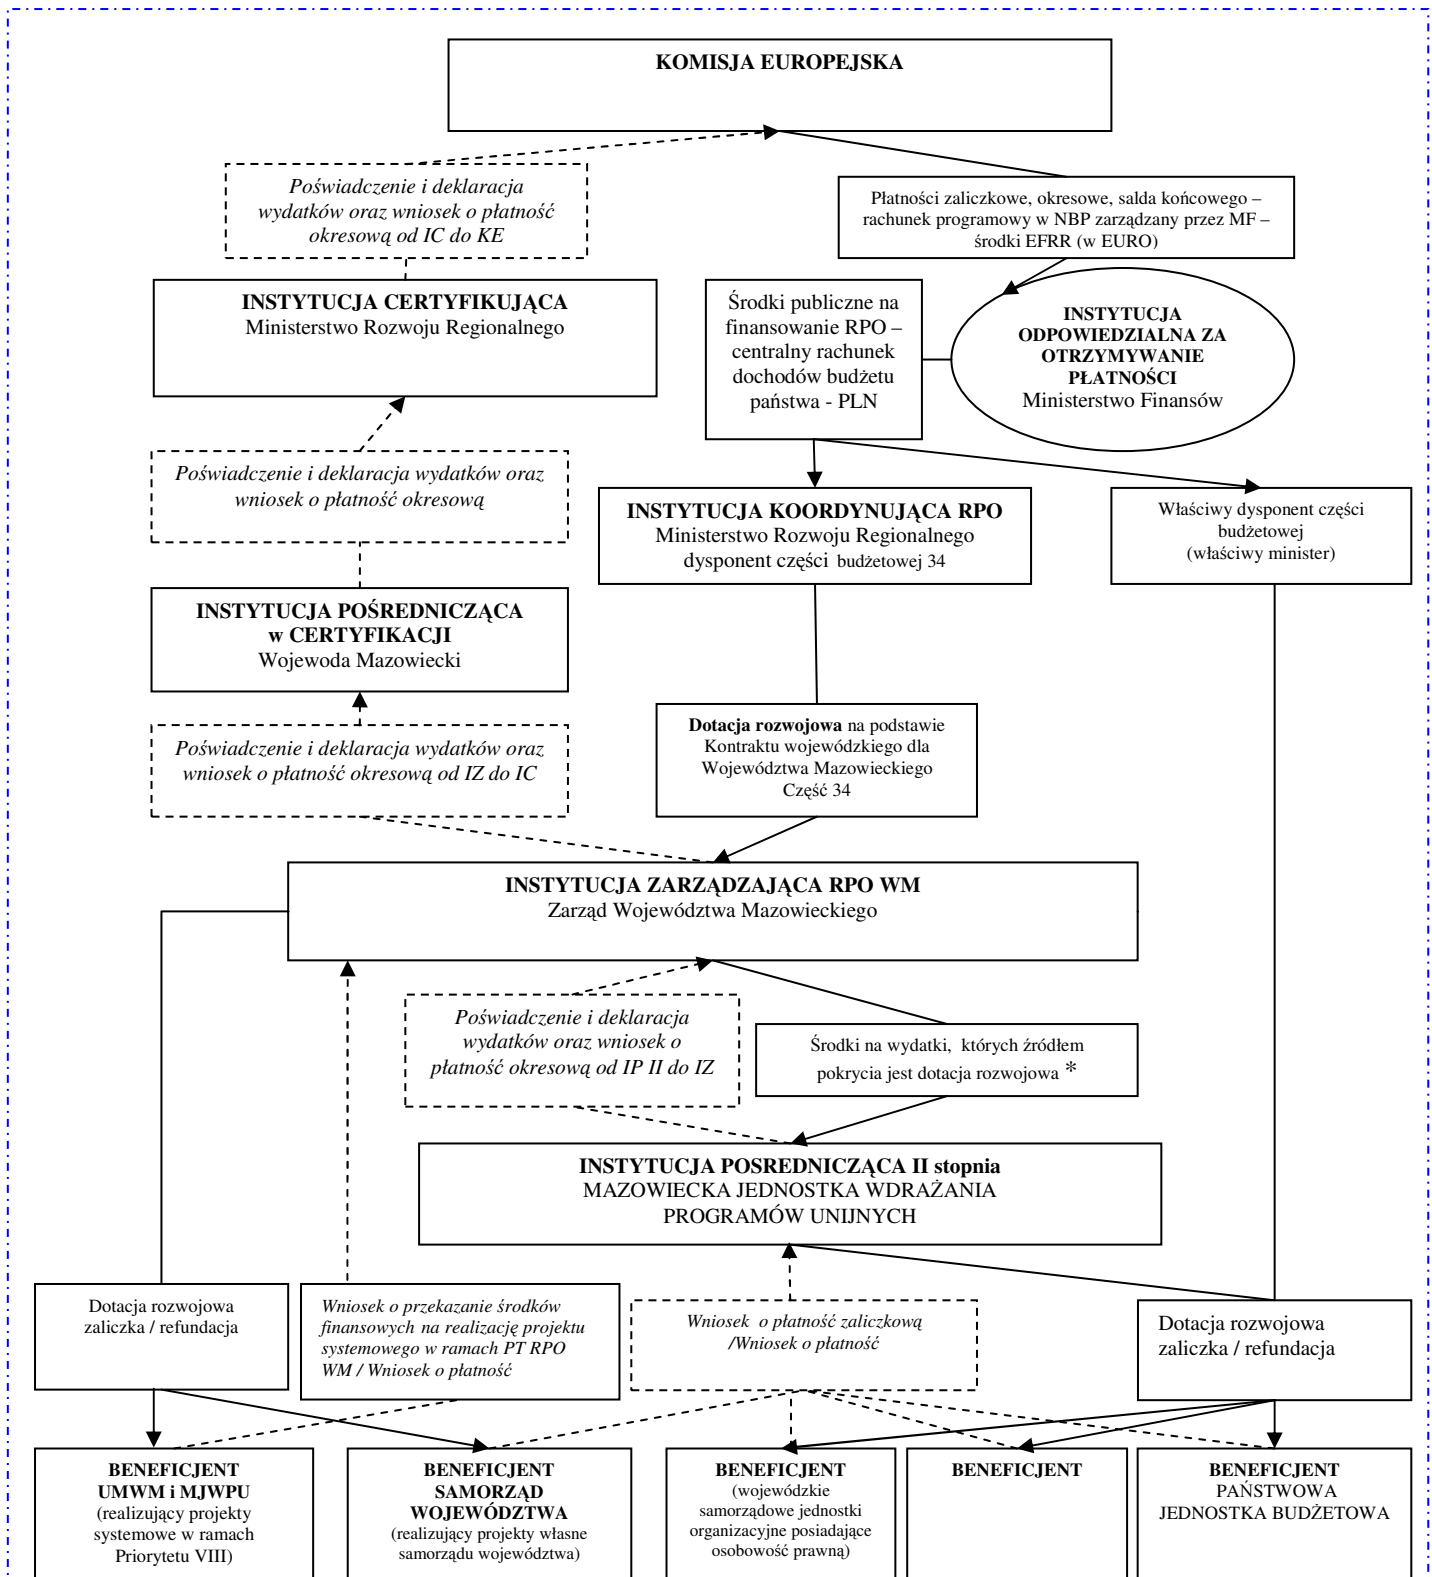 KOMISJA EUROPEJSKA
Poświadczenie i deklaracja
wydatków oraz wniosek o płatność
okresową od IC do KE
Płatności zaliczkowe, okresowe, salda końcowego –
rachunek programowy w NBP zarządzany przez MF –
środki EFRR (w EURO)
INSTYTUCJA CERTYFIKUJĄCA
Ministerstwo Rozwoju Regionalnego
Środki publiczne na
finansowanie RPO –
centralny rachunek
dochodów budżetu
państwa - PLN
INSTYTUCJA
ODPOWIEDZIALNA ZA
OTRZYMYWANIE
PŁATNOŚCI
Ministerstwo Finansów
Poświadczenie i deklaracja wydatków oraz
wniosek o płatność okresową
INSTYTUCJA KOORDYNUJĄCA RPO
Ministerstwo Rozwoju Regionalnego
dysponent części budżetowej 34
Właściwy dysponent części
budżetowej
(właściwy minister)
INSTYTUCJA POŚREDNICZĄCA
w CERTYFIKACJI
Wojewoda Mazowiecki
Poświadczenie i deklaracja wydatków oraz
wniosek o płatność okresową od IZ do IC
Dotacja rozwojowa na podstawie
Kontraktu wojewódzkiego dla
Województwa Mazowieckiego
Część 34
INSTYTUCJA ZARZĄDZAJĄCA RPO WM
Zarząd Województwa Mazowieckiego
Poświadczenie i deklaracja
wydatków oraz wniosek o
płatność okresową od IP II do IZ
Środki na wydatki, których źródłem
pokrycia jest dotacja rozwojowa *
INSTYTUCJA POSREDNICZĄCA II stopnia
MAZOWIECKA JEDNOSTKA WDRAŻANIA
PROGRAMÓW UNIJNYCH
Dotacja rozwojowa
zaliczka / refundacja
Wniosek o przekazanie środków
finansowych na realizację projektu
systemowego w ramach PT RPO
WM / Wniosek o płatność
Wniosek o płatność zaliczkową
/Wniosek o płatność
Dotacja rozwojowa
zaliczka / refundacja
BENEFICJENT
UMWM i MJWPU
(realizujący projekty
systemowe w ramach
Priorytetu VIII)
BENEFICJENT
SAMORZĄD
WOJEWÓDZTWA
(realizujący projekty własne
samorządu województwa)
BENEFICJENT
(wojewódzkie
samorządowe jednostki
organizacyjne posiadające
osobowość prawną)
BENEFICJENT
BENEFICJENT
PAŃSTWOWA
JEDNOSTKA BUDŻETOWA